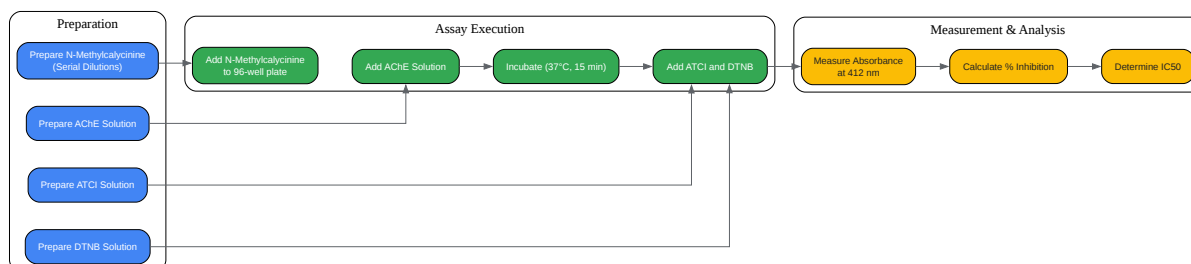 Preparation
Prepare N-Methylcalycinine
(Serial Dilutions)
Prepare AChE Solution
Prepare ATCI Solution
Prepare DTNB Solution
Assay Execution
Add N-Methylcalycinine
to 96-well plate
Add AChE Solution
Incubate (37°C, 15 min)
Add ATCI and DTNB
Measurement & Analysis
Measure Absorbance
at 412 nm
Calculate % Inhibition
Determine IC50